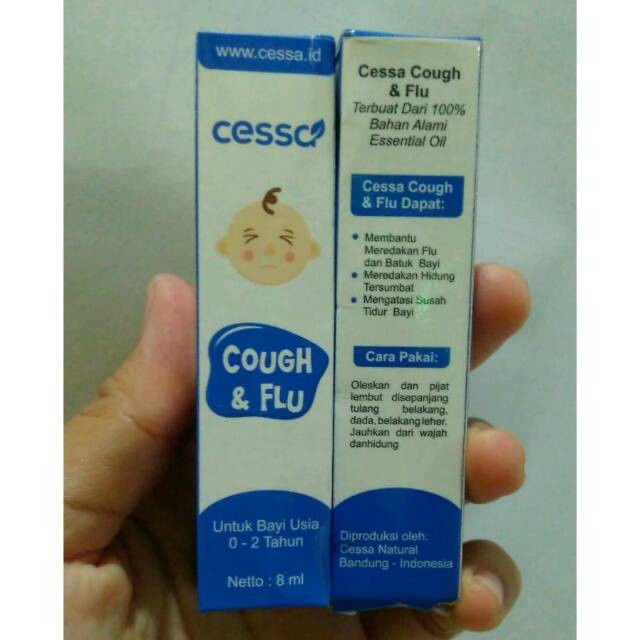 www.cessa.id
cessa
COUGH
& FLU
Untuk Bayi Usia
0 - 2 Tahun
Netto : 8 ml
Cessa Cough
& Flu
Terbuat Dari 100%
Bahan Alami
Essential Oil
Cessa Cough
& Flu Dapat:
• Membantu
Meredakan Flu
dan Batuk Bayi
• Meredakan Hidung
Tersumbat
• Mengatasi Susah
Tidur Bayi
Cara Pakai:
Oleskan dan pijat
lembut disepanjang
tulang belakang,
dada, belakang leher.
Jauhkan dari wajah
danhidung
Diproduksi oleh:
Cessa Natural
Bandung - Indonesia